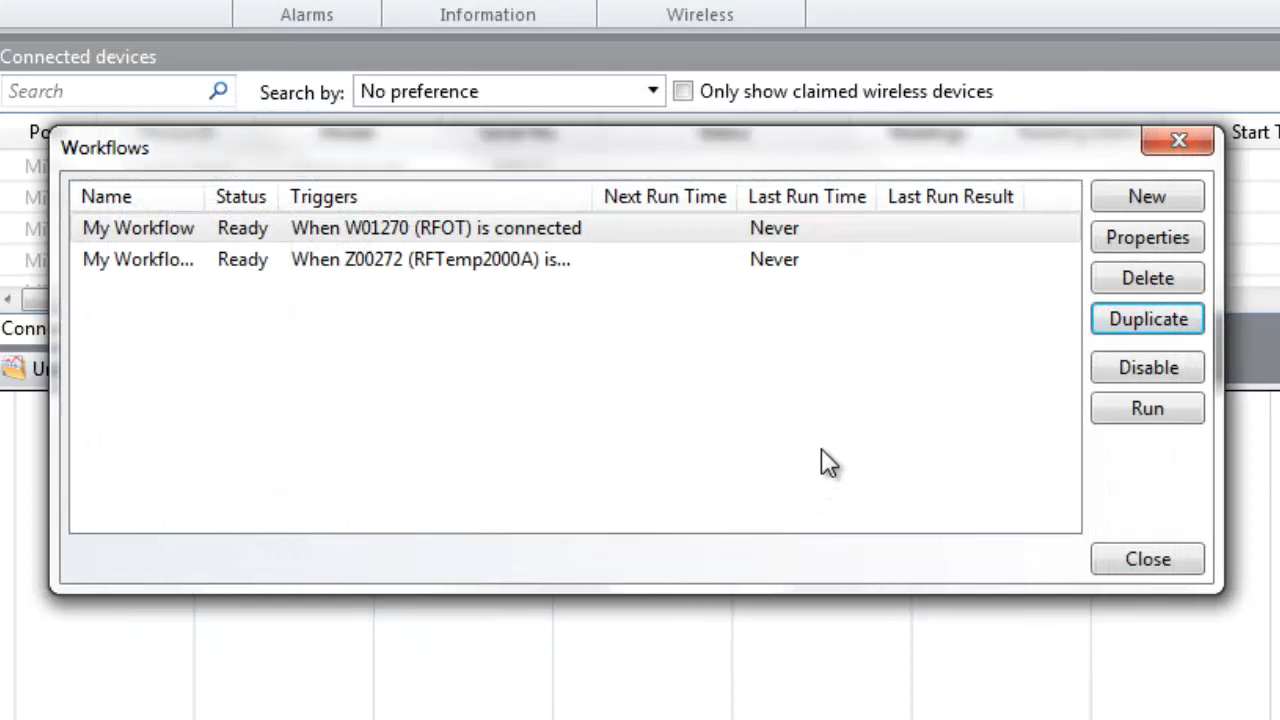 Alarms Information Wireless
Connected devices
Search Search by: No preference Only show claimed wireless devices
Start T
Workflows
Name Status Triggers Next Run Time Last Run Time Last Run Result
My Workflow Ready When W01270 (RFOT) is connected Never
My Workflo... Ready When Z00272 (RFTemp2000A) is... Never
New
Properties
Delete
Duplicate
Disable
Run
Close